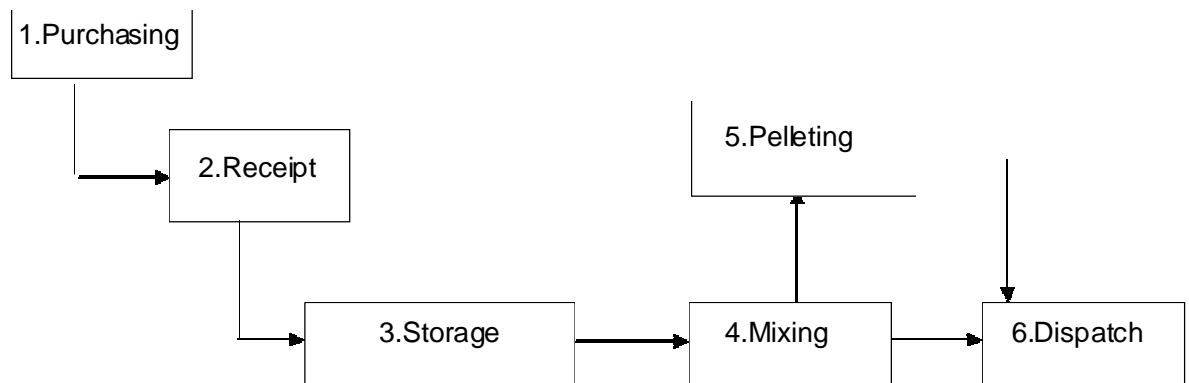 1.Purchasing
2.Receipt
5.Pelleting
3.Storage
4.Mixing
6.Dispatch